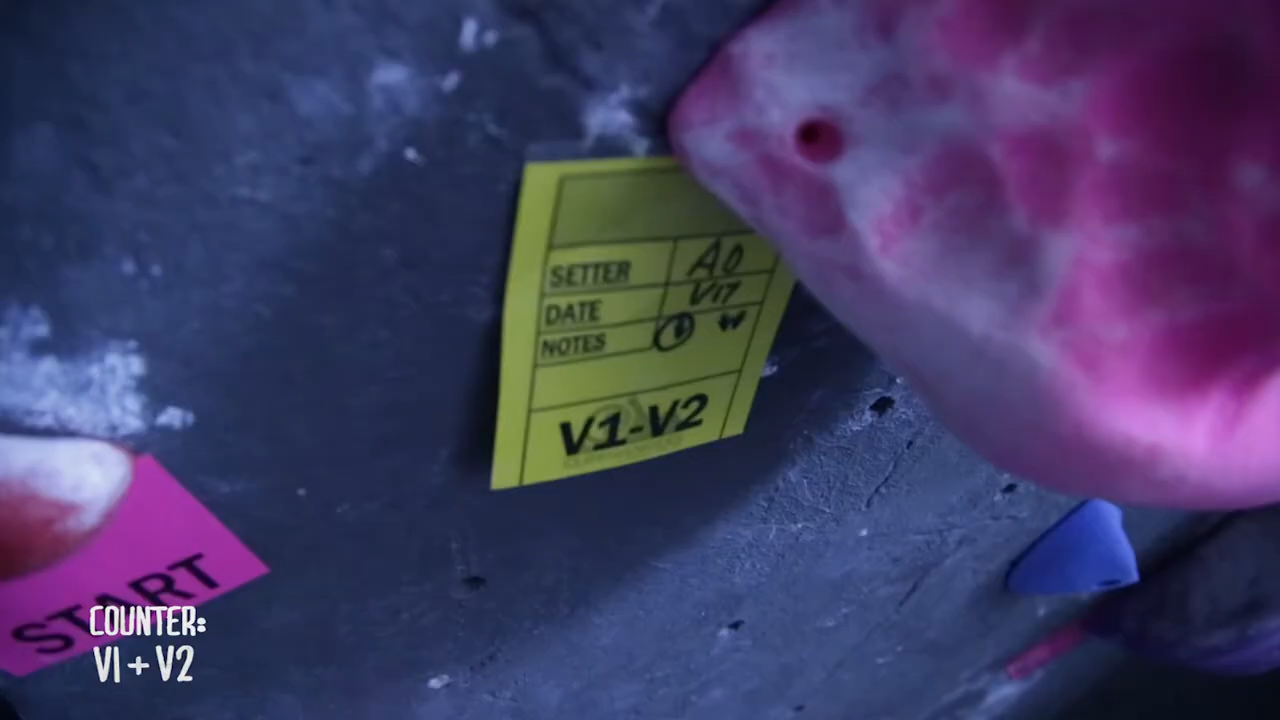 SETTER AO
DATE V17
NOTES
V1-V2
START
COUNTER:
V1 + V2